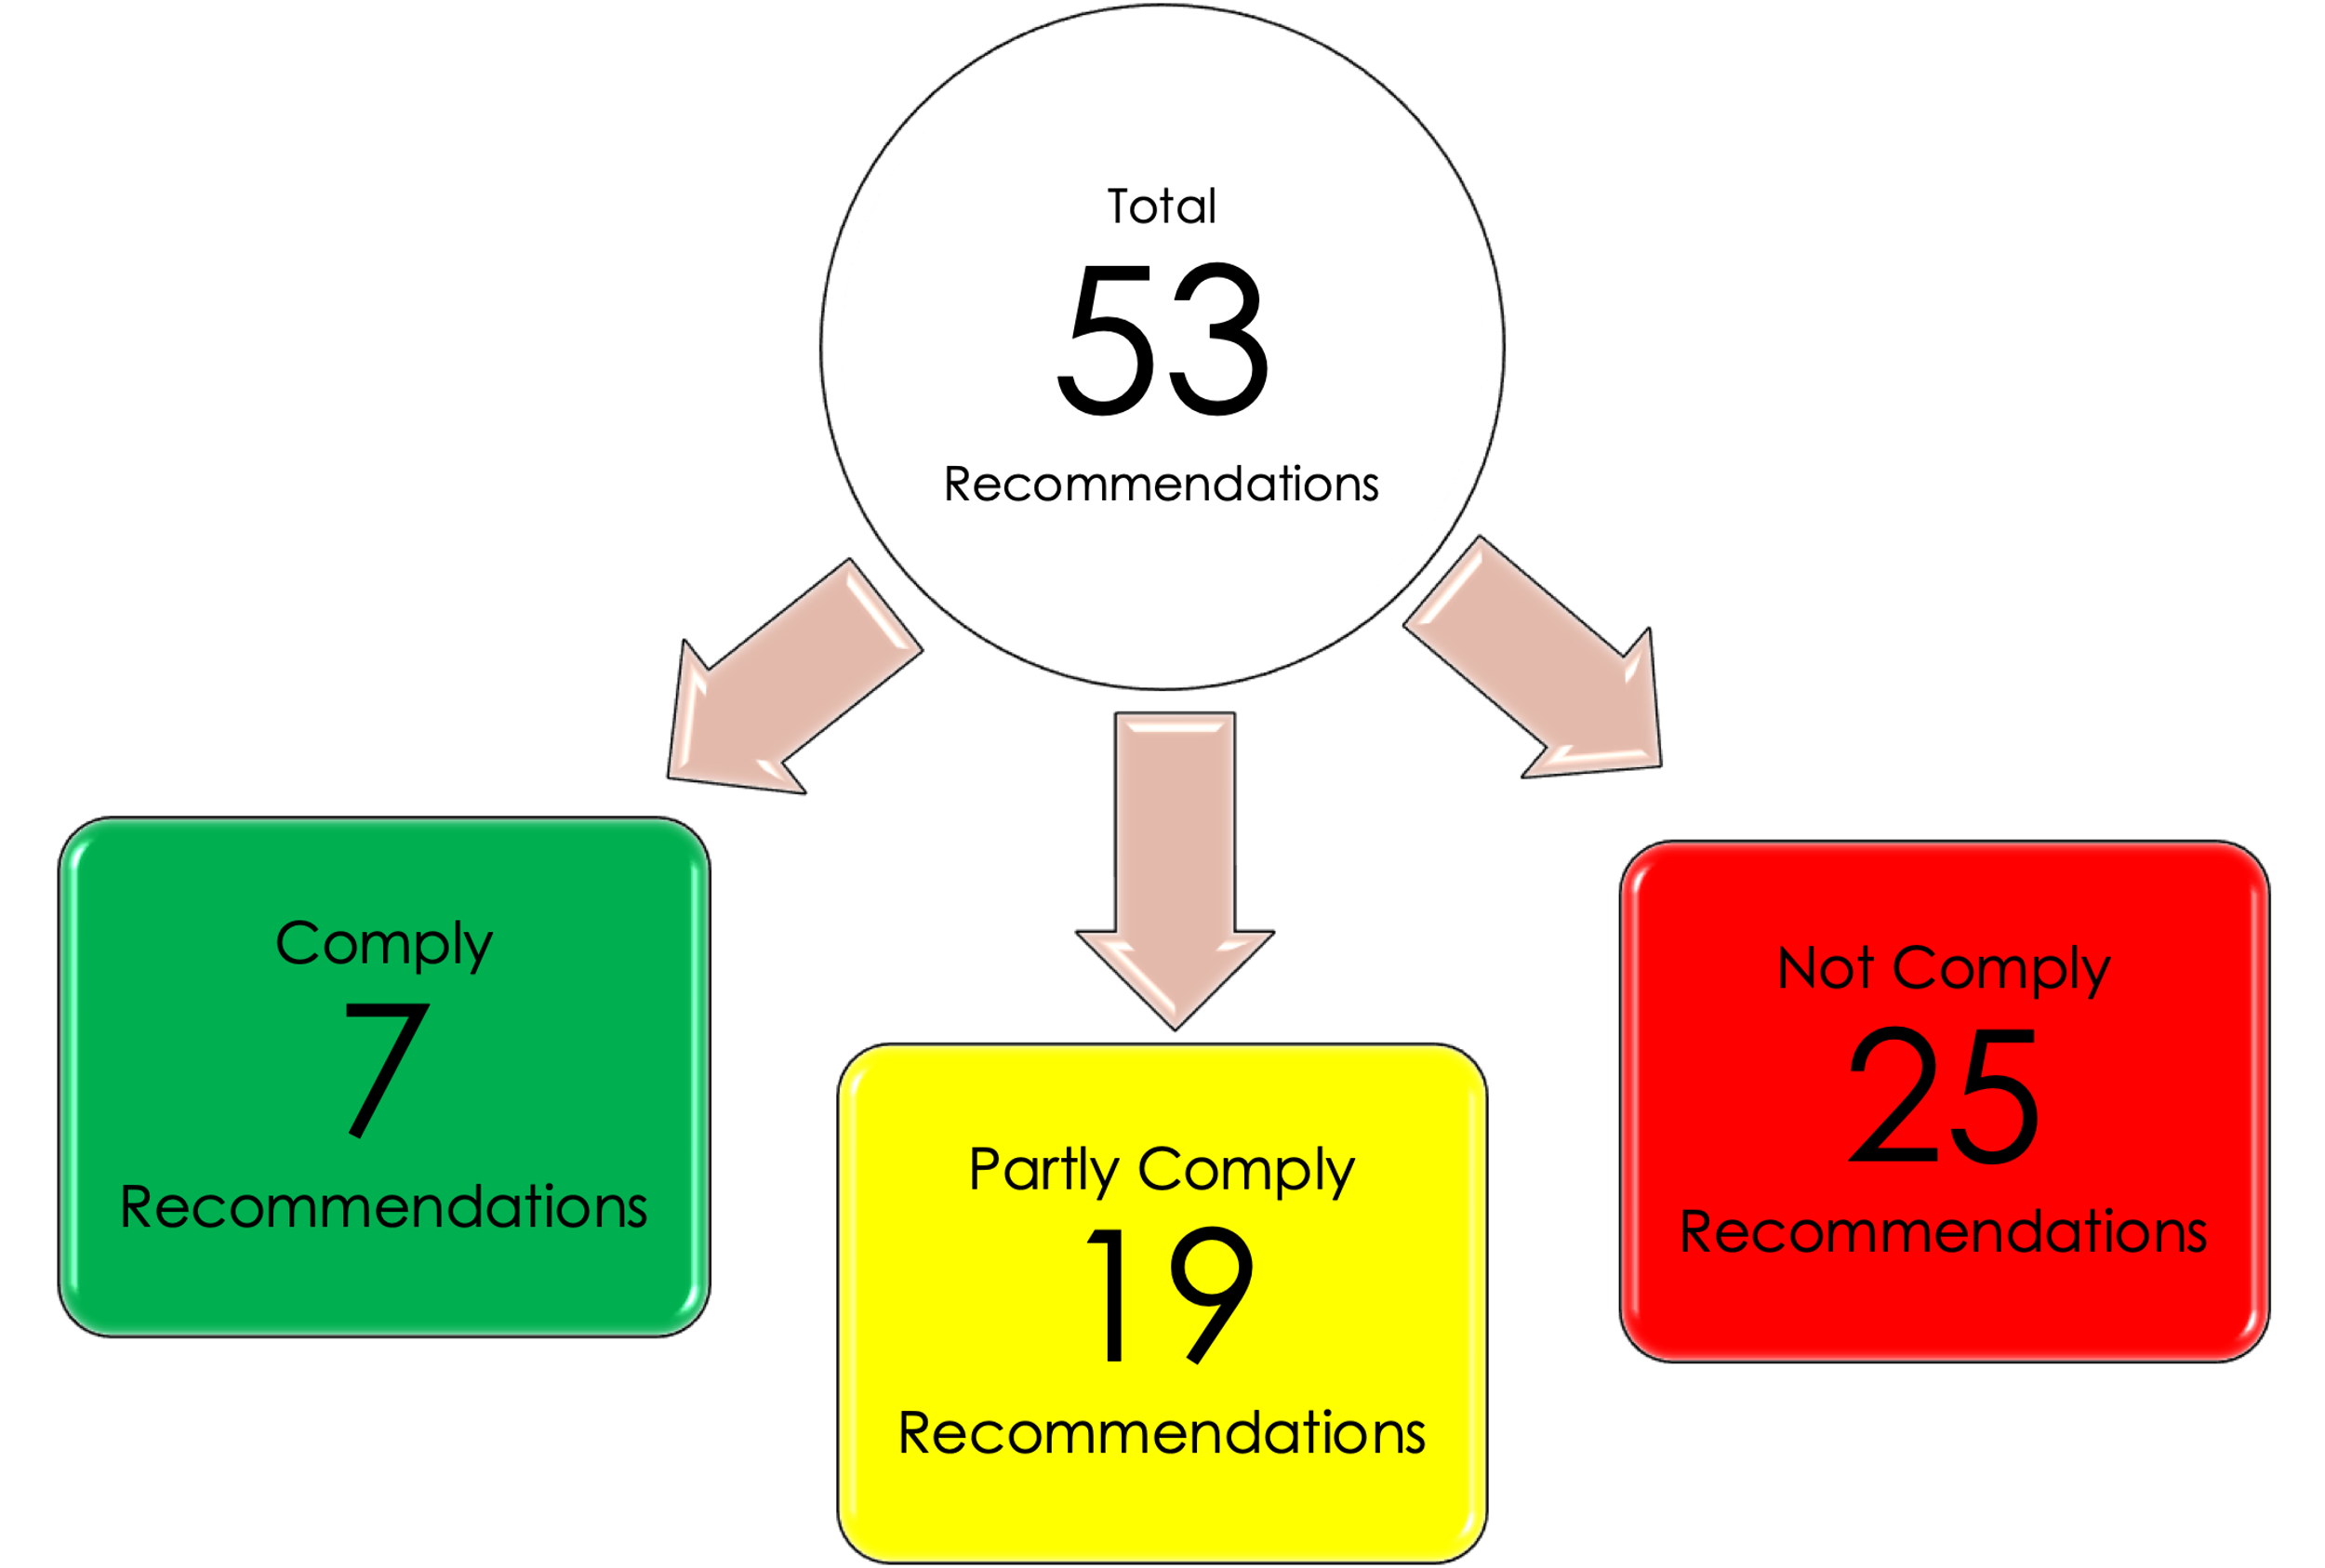 Total
53
Recommendations
Comply
7
Recommendations
Partly Comply
19
Recommendations
Not Comply
25
Recommendations